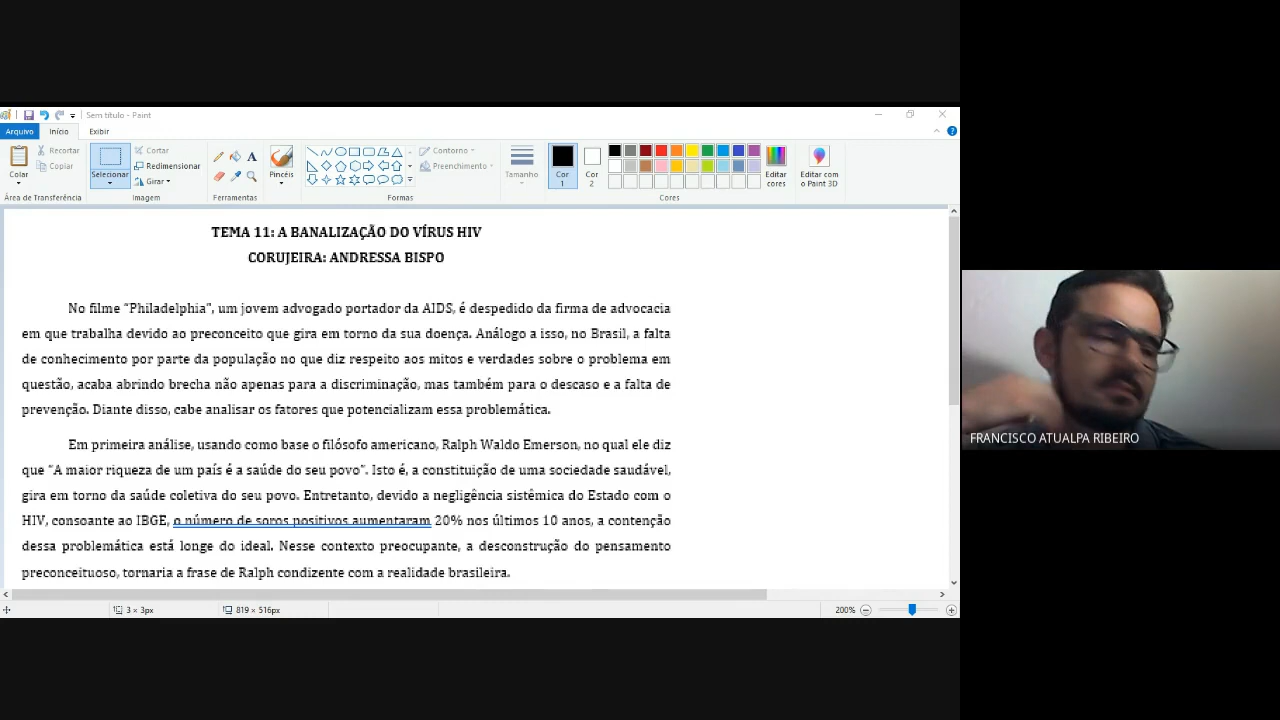 Sem título - Paint
Arquivo Início Exibir
Colar
Recortar
Copiar
Área de Transferência
Selecionar
Cortar
Redimensionar
Girar
Imagem
A
Ferramentas
Pincéis
Contorno
Preenchimento
Formas
Tamanho
Cor 1
Cor 2
Editar cores
Cores
Editar com o Paint 3D
TEMA 11: A BANALIZAÇÃO DO VÍRUS HIV
CORUJEIRA: ANDRESSA BISPO
No filme “Philadelphia”, um jovem advogado portador da AIDS, é despedido da firma de advocacia
em que trabalha devido ao preconceito que gira em torno da sua doença. Análogo a isso, no Brasil, a falta
de conhecimento por parte da população no que diz respeito aos mitos e verdades sobre o problema em
questão, acaba abrindo brecha não apenas para a discriminação, mas também para o descaso e a falta de
prevenção. Diante disso, cabe analisar os fatores que potencializam essa problemática.
Em primeira análise, usando como base o filósofo americano, Ralph Waldo Emerson, no qual ele diz
que “A maior riqueza de um país é a saúde do seu povo”. Isto é, a constituição de uma sociedade saudável,
gira em torno da saúde coletiva do seu povo. Entretanto, devido a negligência sistêmica do Estado com o
HIV, consoante ao IBGE, o número de soros positivos aumentaram 20% nos últimos 10 anos, a contenção
dessa problemática está longe do ideal. Nesse contexto preocupante, a desconstrução do pensamento
preconceituoso, tornaria a frase de Ralph condizente com a realidade brasileira.
3 × 3px 819 × 516px 200%
FRANCISCO ATUALPA RIBEIRO